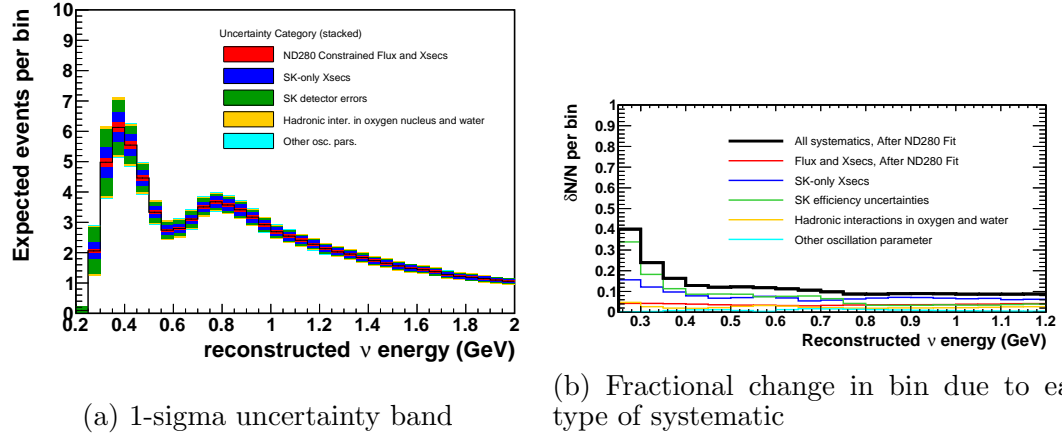 Expected events per bin
10
9
8
7
6
5
4
3
2
1
0
0.2 0.4 0.6 0.8 1 1.2 1.4 1.6 1.8 2
reconstructed ν energy (GeV)
Uncertainty Category (stacked)
ND280 Constrained Flux and Xsecs
SK-only Xsecs
SK detector errors
Hadronic inter. in oxygen nucleus and water
Other osc. pars.
(a) 1-sigma uncertainty band
δN/N per bin
1
0.9
0.8
0.7
0.6
0.5
0.4
0.3
0.2
0.1
0
0.3 0.4 0.5 0.6 0.7 0.8 0.9 1 1.1 1.2
Reconstructed ν energy (GeV)
All systematics, After ND280 Fit
Flux and Xsecs, After ND280 Fit
SK-only Xsecs
SK efficiency uncertainties
Hadronic interactions in oxygen and water
Other oscillation parameter
(b) Fractional change in bin due to ea
type of systematic